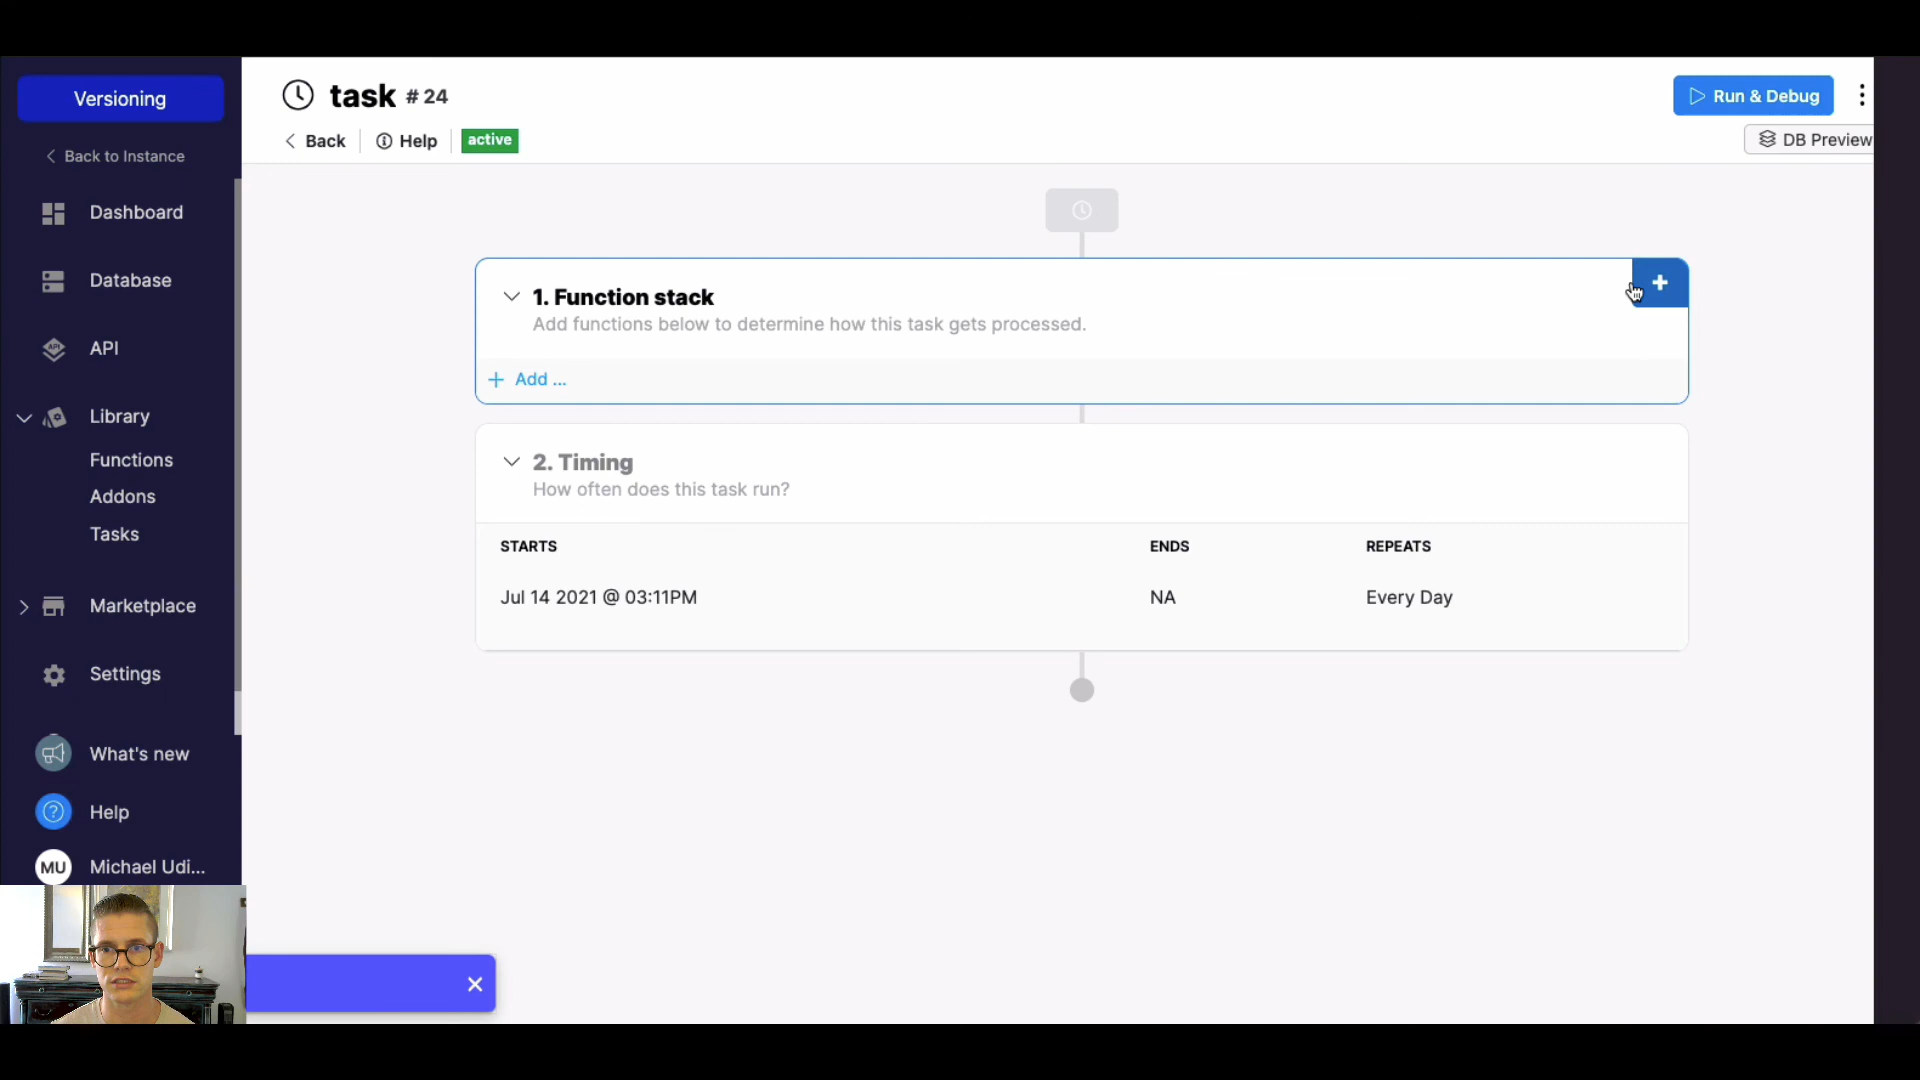 Versioning
Back to Instance
Dashboard
Database
API
API
Library
Functions
Addons
Tasks
Marketplace
Settings
What's new
? Help
MU Michael Udi...
task # 24
Back
Help
active
Run & Debug
DB Preview
1. Function stack
Add functions below to determine how this task gets processed.
+ Add ...
2. Timing
How often does this task run?
STARTS ENDS REPEATS
Jul 14 2021 @ 03:11PM NA Every Day